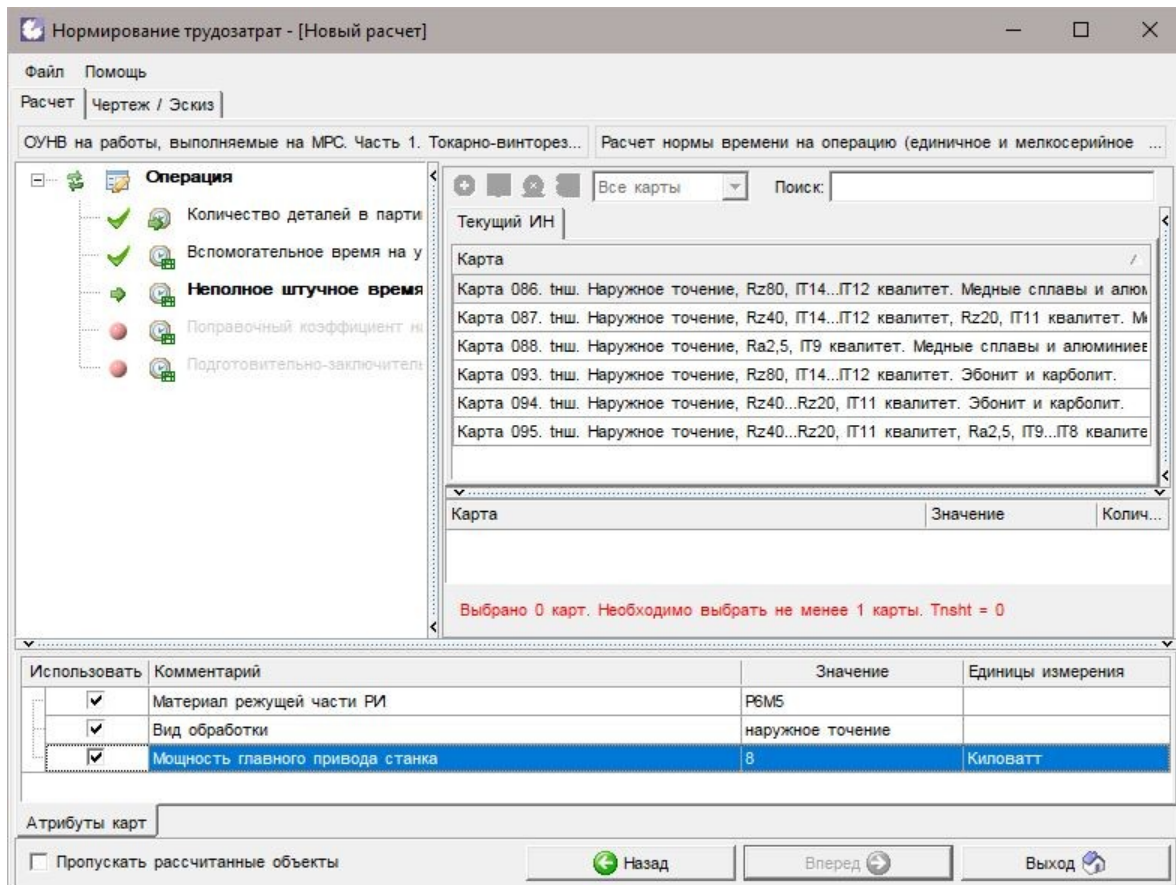 Нормирование трудозатрат - [Новый расчет]
Файл Помощь
Расчет Чертеж / Эскиз
ОУНВ на работы, выполняемые на МРС. Часть 1. Токарно-винторез... Расчет нормы времени на операцию (единичное и мелкосерийное ...
Операция
Количество деталей в парти
Вспомогательное время на у
Неполное штучное время
Поправочный коэффициент на
Подготовительно-заключитель
Все карты Поиск:
Текущий ИН
Карта
Карта 086. tнш. Наружное точение, Rz80, IT14...IT12 квалитет. Медные сплавы и алюм
Карта 087. tнш. Наружное точение, Rz40, IT14...IT12 квалитет, Rz20, IT11 квалитет. М
Карта 088. tнш. Наружное точение, Ra2,5, IT9 квалитет. Медные сплавы и алюминиев
Карта 093. tнш. Наружное точение, Rz80, IT14...IT12 квалитет. Эбонит и карболит.
Карта 094. tнш. Наружное точение, Rz40...Rz20, IT11 квалитет. Эбонит и карболит.
Карта 095. tнш. Наружное точение, Rz40...Rz20, IT11 квалитет, Ra2,5, IT9...IT8 квалите
Карта Значение Колич...
Выбрано 0 карт. Необходимо выбрать не менее 1 карты. Tnsht = 0
Использовать Комментарий Значение Единицы измерения
Материал режущей части РИ Р6М5
Вид обработки наружное точение
Мощность главного привода станка 8 Киловатт
Атрибуты карт
Пропускать рассчитанные объекты Назад Вперед Выход